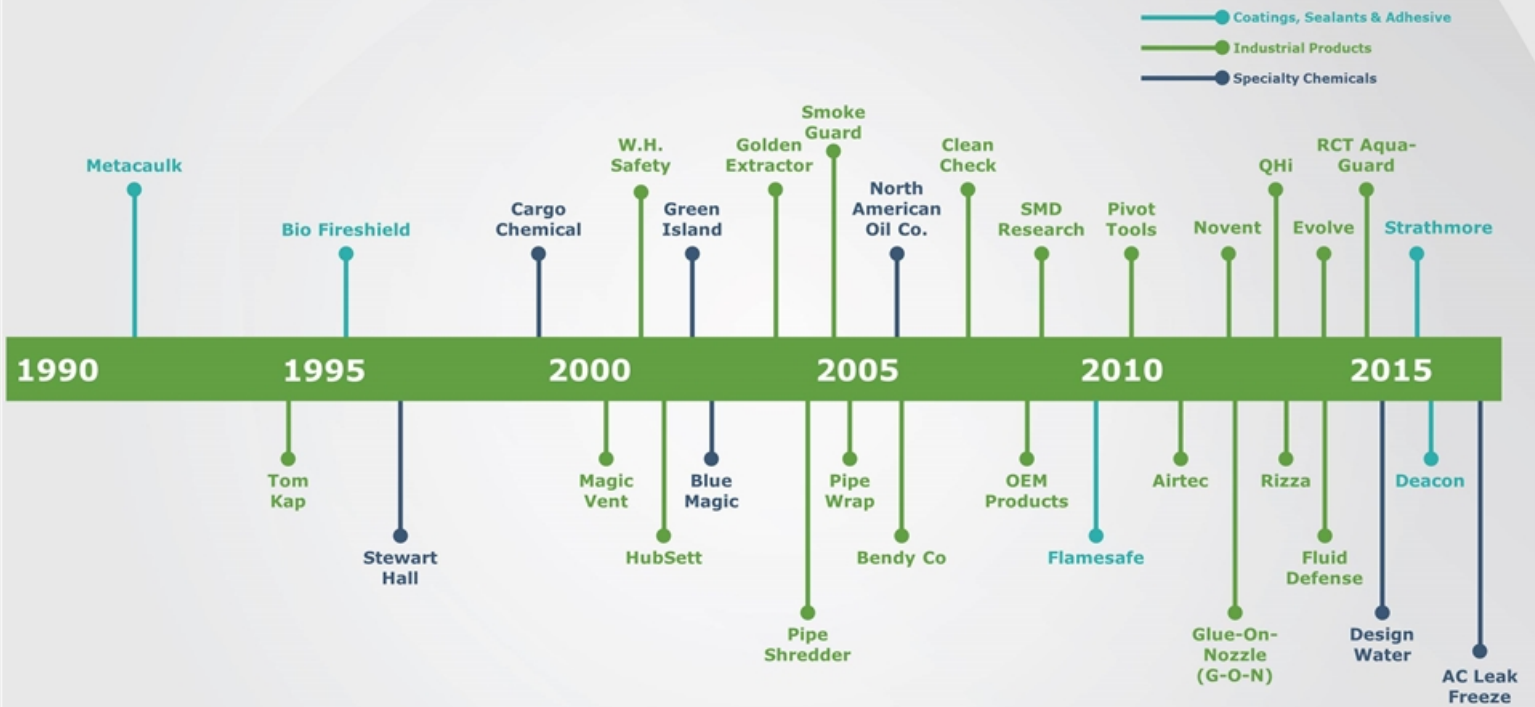 Coatings, Sealants & Adhesive
Industrial Products
Specialty Chemicals
Metacaulk
Bio Fireshield
Cargo
Chemical
W.H.
Safety
Green
Island
Golden
Extractor
Smoke
Guard
North
American
Oil Co.
Clean
Check
SMD
Research
Pivot
Tools
Novent
QHi
Evolve
RCT Aqua-
Guard
Strathmore
1990
1995
2000
2005
2010
2015
Tom
Kap
Stewart
Hall
Magic
Vent
HubSett
Blue
Magic
Pipe
Shredder
Pipe
Wrap
Bendy Co
OEM
Products
Flamesafe
Airtec
Glue-On-
Nozzle
(G-O-N)
Rizza
Fluid
Defense
Design
Water
Deacon
AC Leak
Freeze